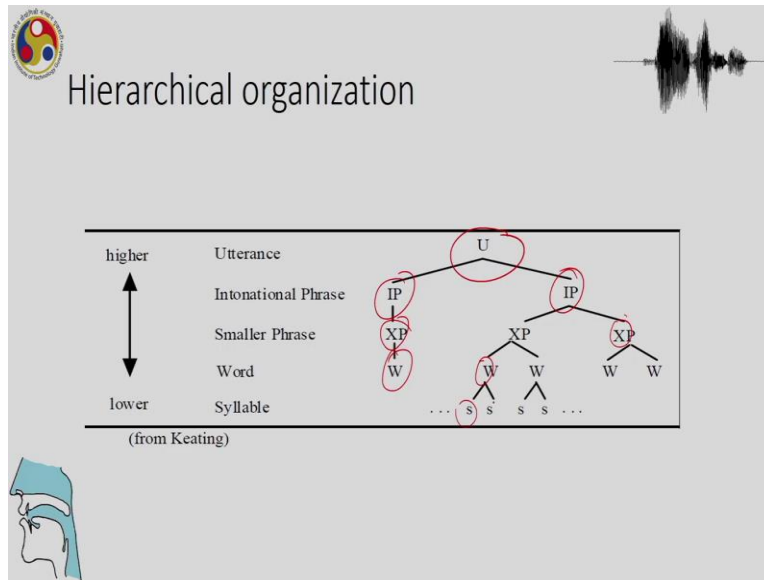 Hierarchical organization
higher Utterance U
Intonational Phrase IP IP
Smaller Phrase XP XP XP
Word W W W W W
lower Syllable . . . s s s s . . .
(from Keating)